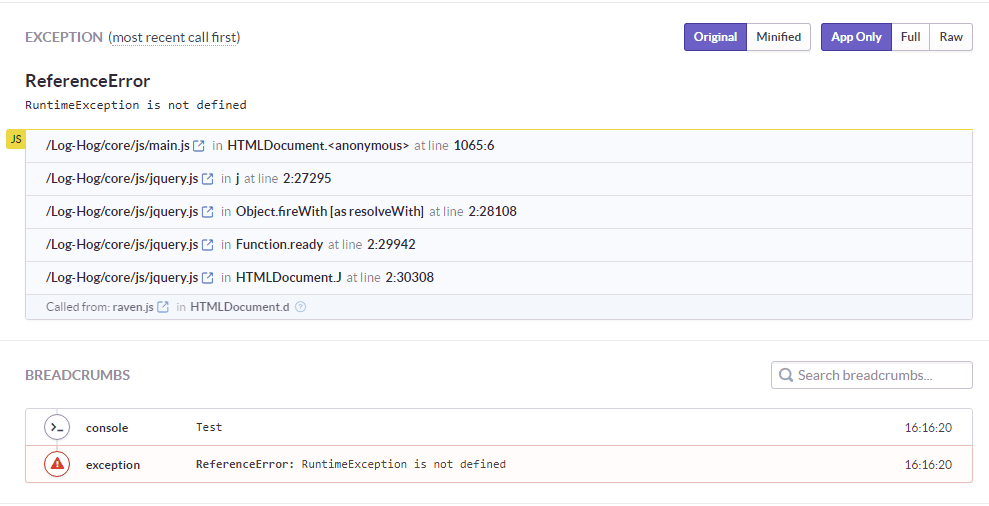 EXCEPTION (most recent call first) Original Minified App Only Full Raw
ReferenceError
RuntimeException is not defined
JS /Log-Hog/core/js/main.js in HTMLDocument.<anonymous> at line 1065:6
/Log-Hog/core/js/jquery.js in j at line 2:27295
/Log-Hog/core/js/jquery.js in Object.fireWith [as resolveWith] at line 2:28108
/Log-Hog/core/js/jquery.js in Function.ready at line 2:29942
/Log-Hog/core/js/jquery.js in HTMLDocument.J at line 2:30308
Called from: raven.js in HTMLDocument.d ?
BREADCRUMBS Search breadcrumbs...
>_ console Test 16:16:20
exception ReferenceError: RuntimeException is not defined 16:16:20